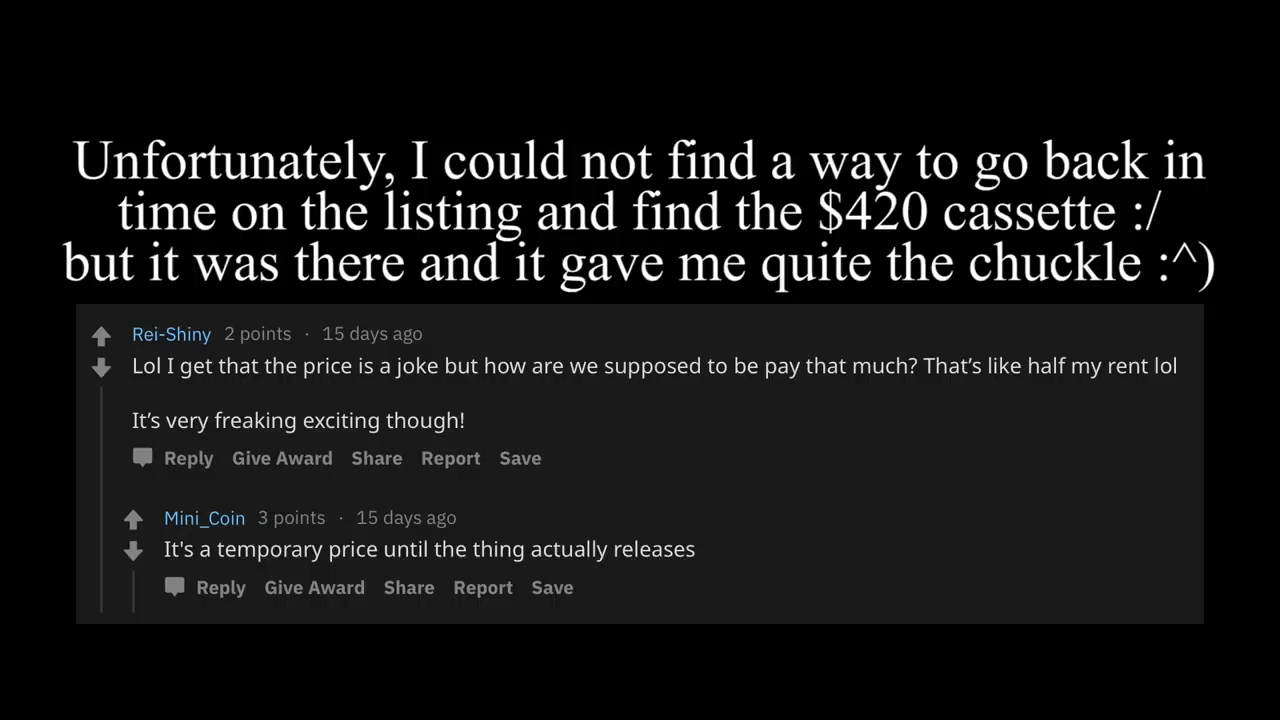 Unfortunately, I could not find a way to go back in
time on the listing and find the $420 cassette :/
but it was there and it gave me quite the chuckle :^)
Rei-Shiny 2 points · 15 days ago
Lol I get that the price is a joke but how are we supposed to be pay that much? That’s like half my rent lol
It’s very freaking exciting though!
Reply Give Award Share Report Save
Mini_Coin 3 points · 15 days ago
It's a temporary price until the thing actually releases
Reply Give Award Share Report Save